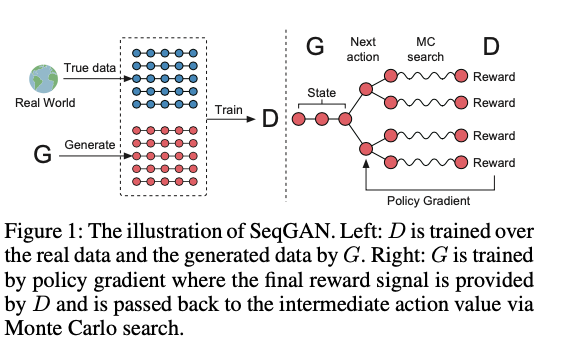 True data
Real World
G
Generate
Train
D
G
Next
action
MC
search
D
State
Reward
Reward
Reward
Reward
Policy Gradient
Figure 1: The illustration of SeqGAN. Left: D is trained over
the real data and the generated data by G. Right: G is trained
by policy gradient where the final reward signal is provided
by D and is passed back to the intermediate action value via
Monte Carlo search.